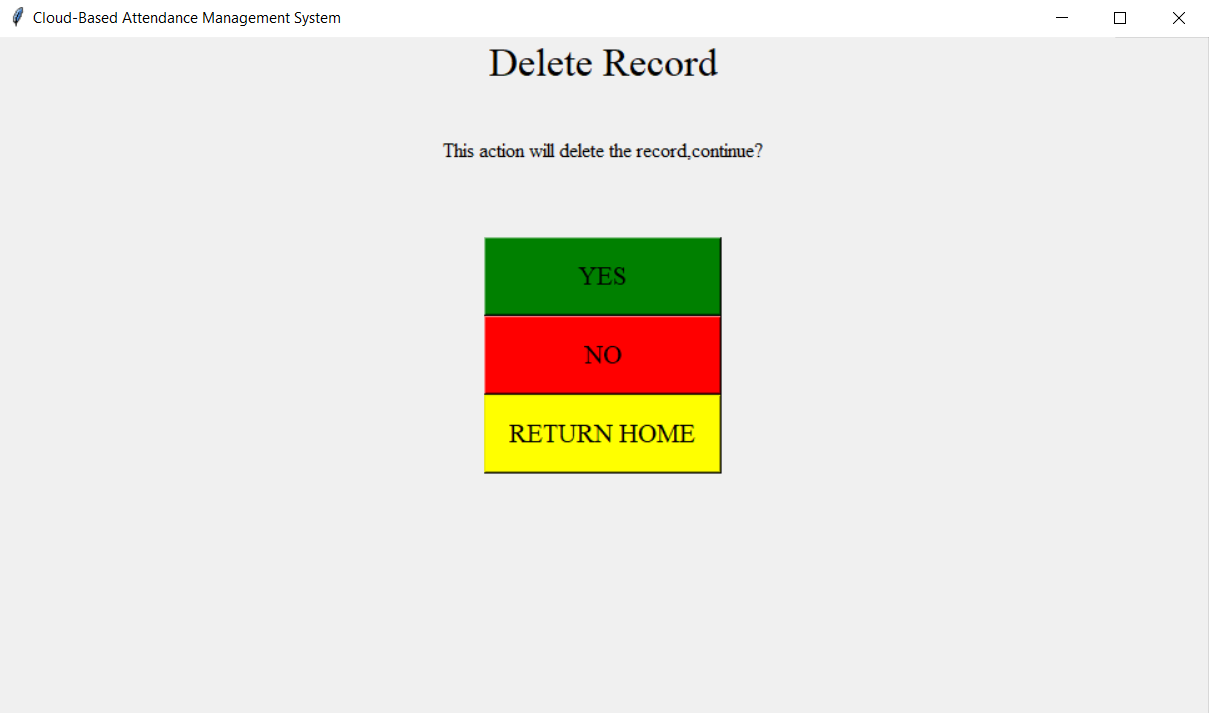 Cloud-Based Attendance Management System
Delete Record
This action will delete the record,continue?
YES
NO
RETURN HOME